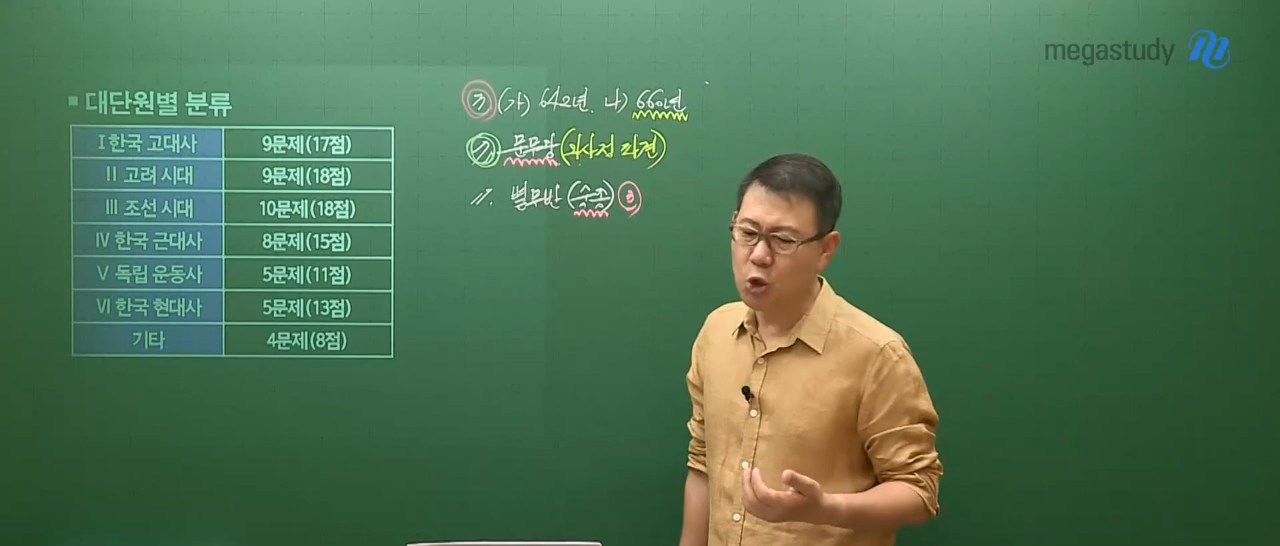 megastudy
대단원별 분류
I 한국 고대사 9문제(17점)
II 고려 시대 9문제(18점)
III 조선 시대 10문제(18점)
IV 한국 근대사 8문제(15점)
V 독립 운동사 5문제(11점)
VI 한국 현대사 5문제(13점)
기타 4문제(8점)
(가) 642년, 나) 660년
문무왕 (외사정 파견)
11. 별무반 (숙종)